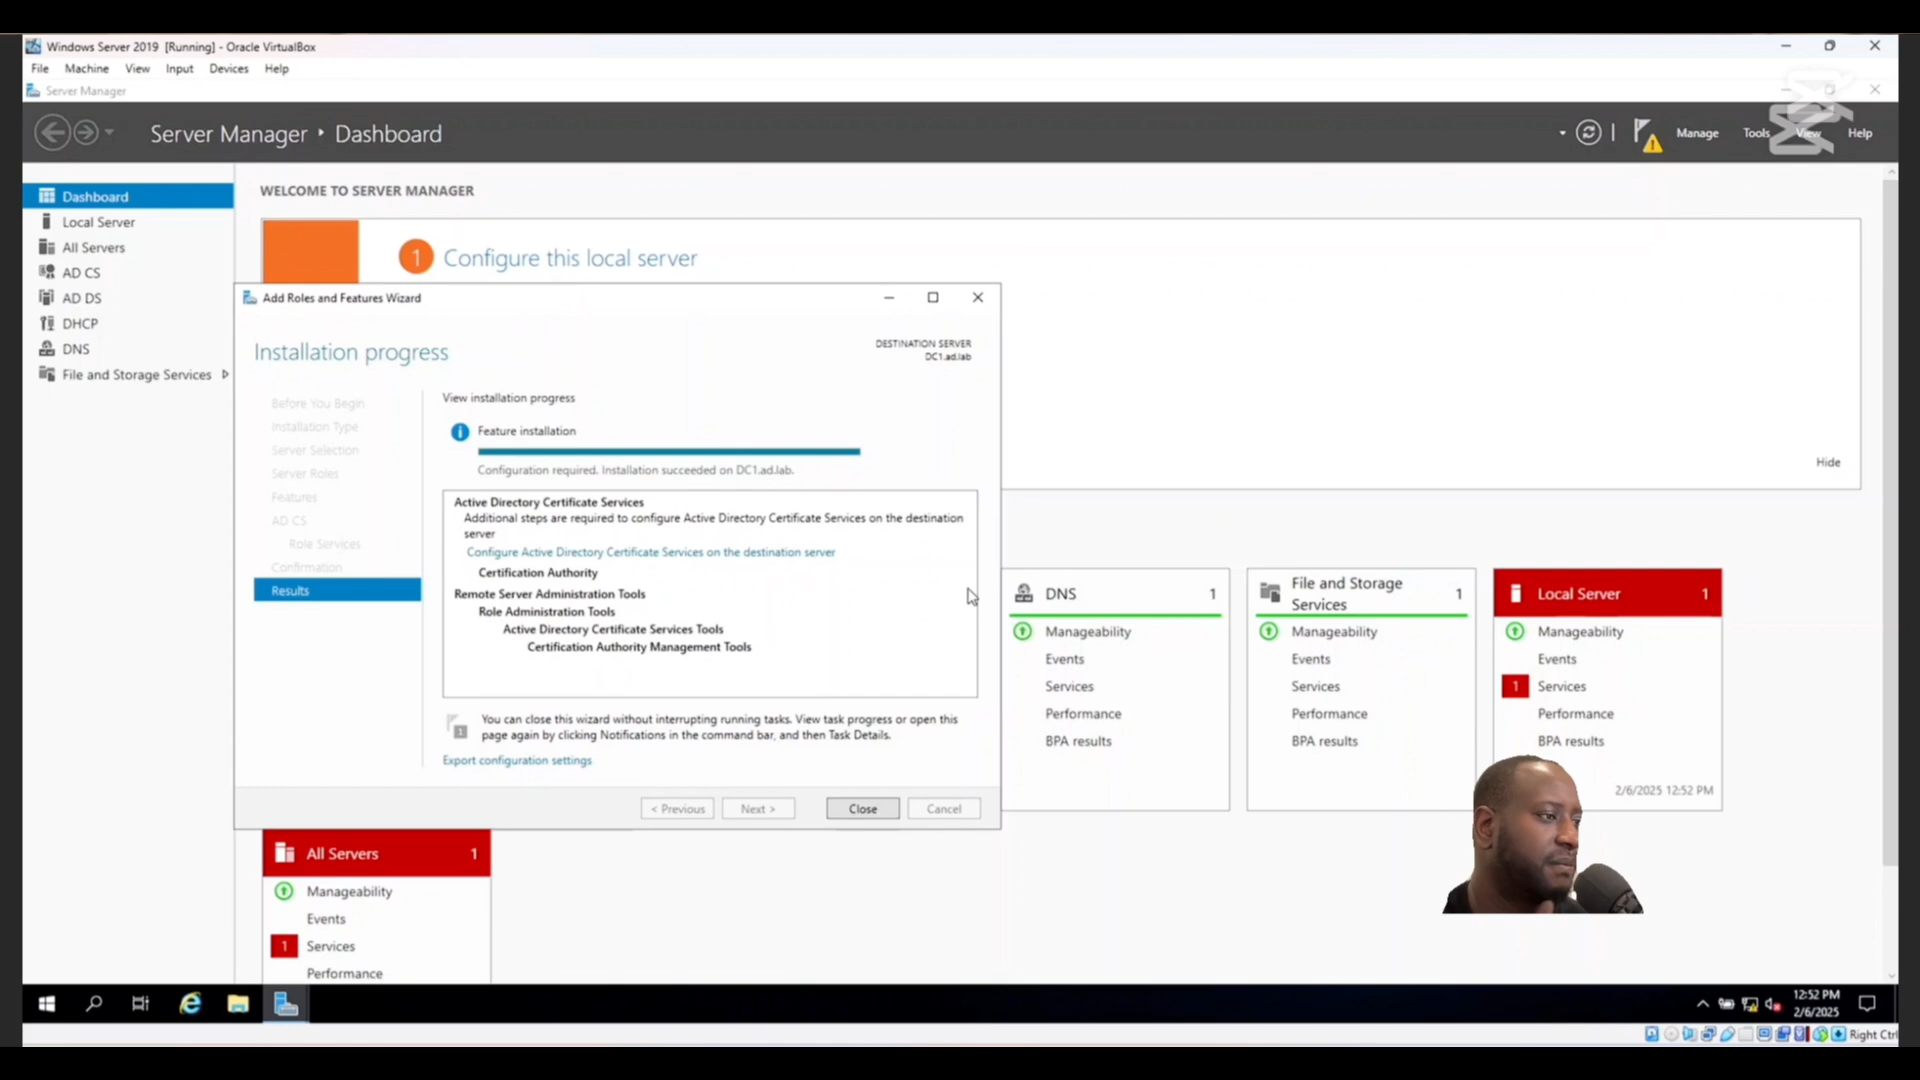 Windows Server 2019 [Running] - Oracle VirtualBox
File Machine View Input Devices Help
Server Manager
Server Manager • Dashboard
Manage Tools View Help
Dashboard
Local Server
All Servers
AD CS
AD DS
DHCP
DNS
File and Storage Services
WELCOME TO SERVER MANAGER
1 Configure this local server
Hide
Add Roles and Features Wizard
Installation progress
DESTINATION SERVER
DC1.ad.lab
Before You Begin
Installation Type
Server Selection
Server Roles
Features
AD CS
Role Services
Confirmation
Results
View installation progress
Feature installation
Configuration required. Installation succeeded on DC1.ad.lab.
Active Directory Certificate Services
Additional steps are required to configure Active Directory Certificate Services on the destination
server
Configure Active Directory Certificate Services on the destination server
Certification Authority
Remote Server Administration Tools
Role Administration Tools
Active Directory Certificate Services Tools
Certification Authority Management Tools
1
You can close this wizard without interrupting running tasks. View task progress or open this
page again by clicking Notifications in the command bar, and then Task Details.
Export configuration settings
< Previous Next > Close Cancel
DNS 1
Manageability
Events
Services
Performance
BPA results
File and Storage
Services 1
Manageability
Events
Services
Performance
BPA results
Local Server 1
Manageability
Events
1 Services
Performance
BPA results
2/6/2025 12:52 PM
All Servers 1
Manageability
Events
1 Services
Performance
12:52 PM
2/6/2025
Right Ctrl